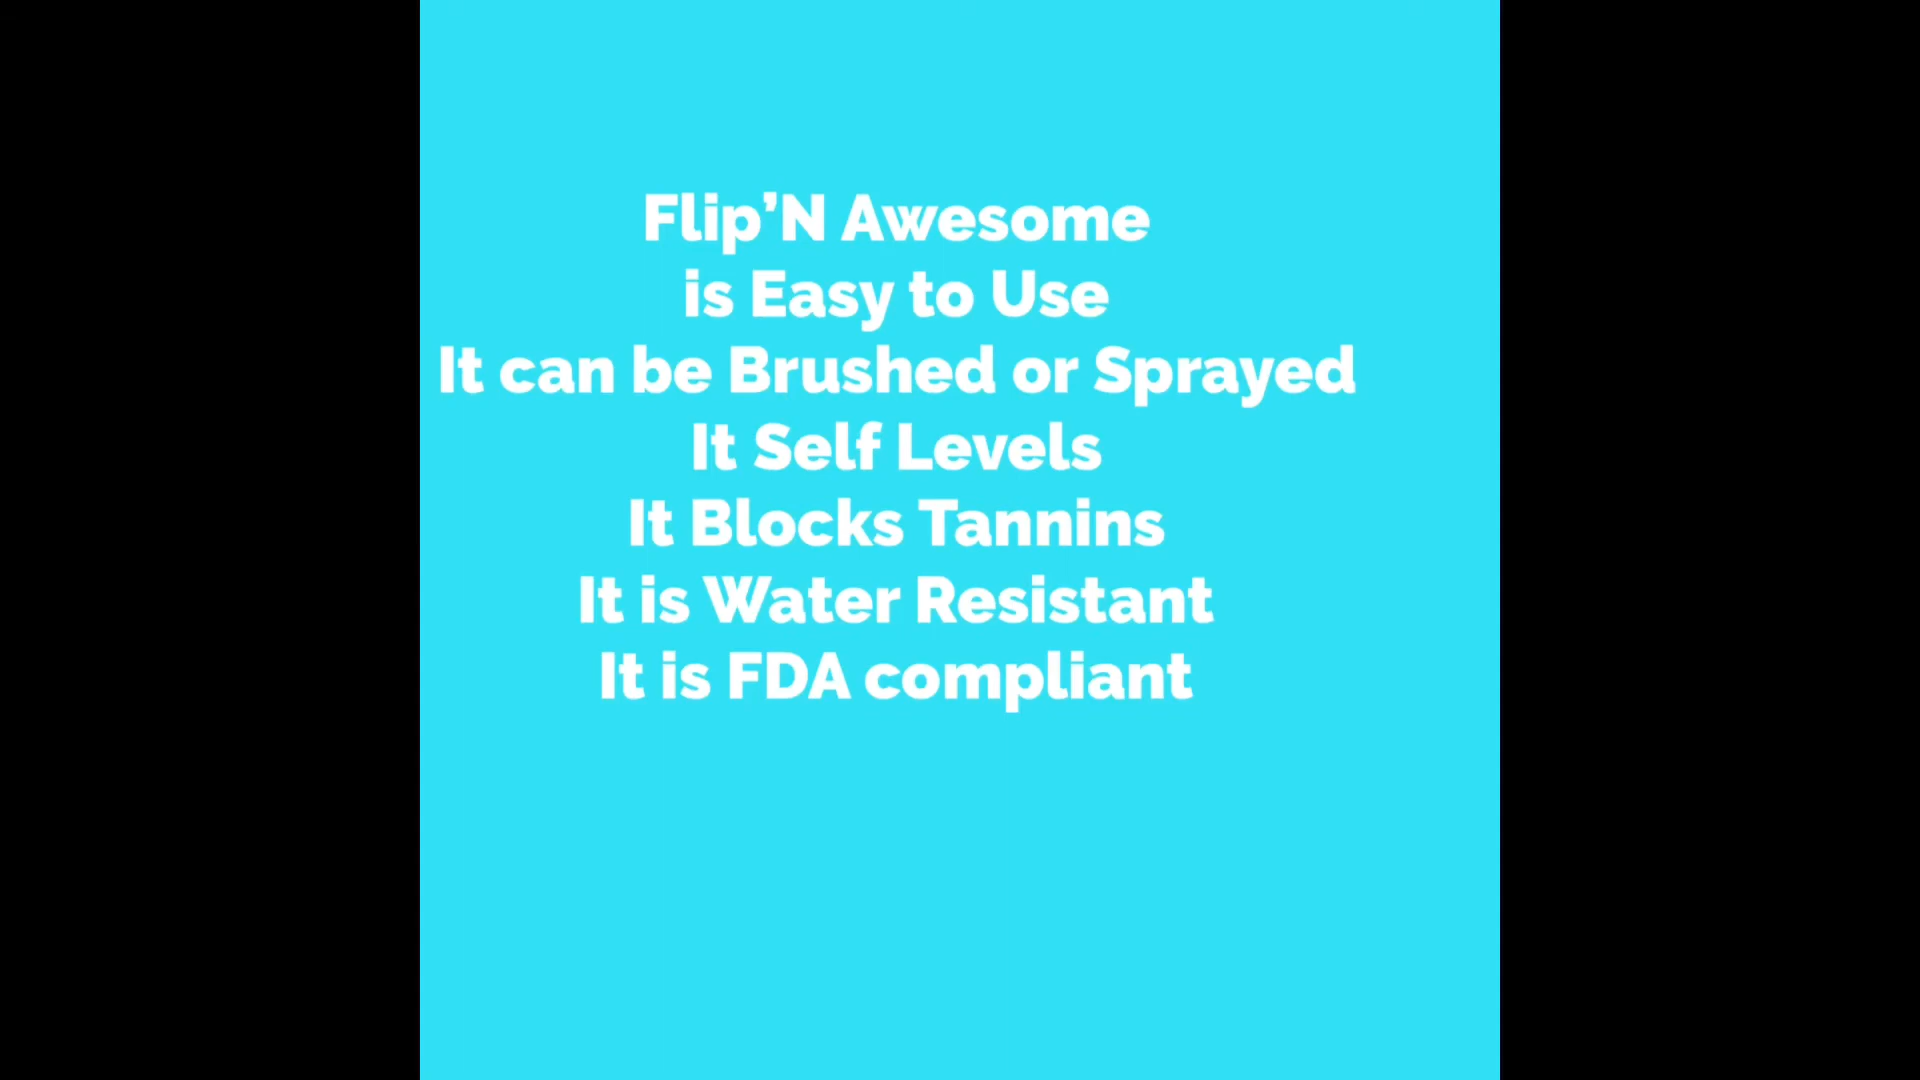 Flip’N Awesome
is Easy to Use
It can be Brushed or Sprayed
It Self Levels
It Blocks Tannins
It is Water Resistant
It is FDA compliant